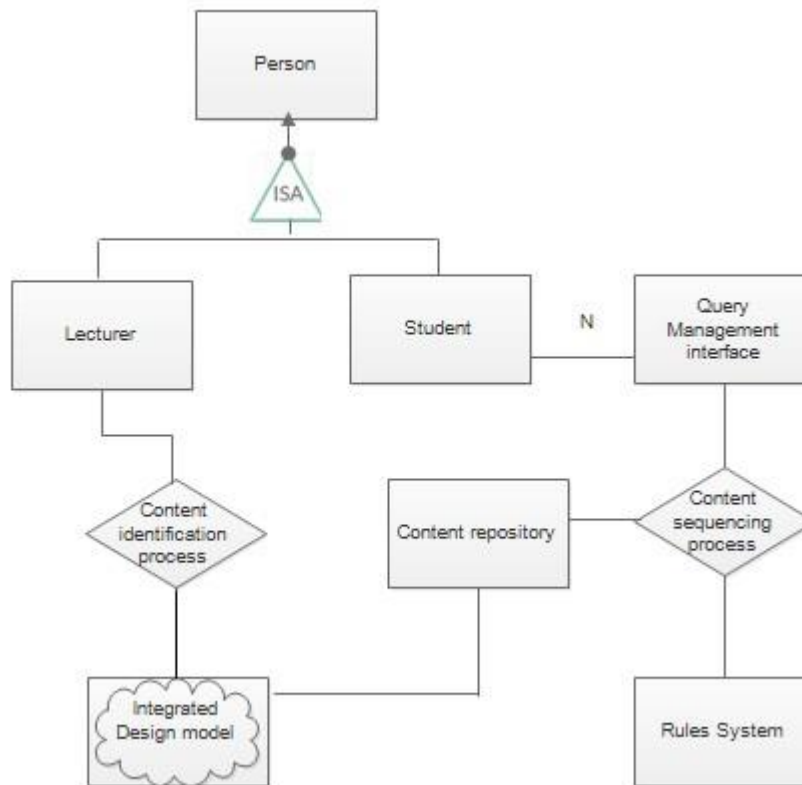 Person
ISA
Lecturer
Student
N
Query
Management
interface
Content
identification
process
Content repository
Content
sequencing
process
Integrated
Design model
Rules System